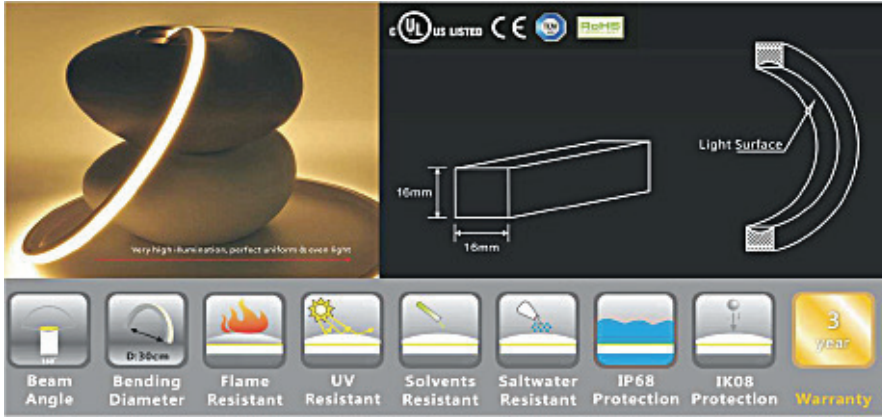 c UL US LISTED CE RoHS
Light Surface
16mm
16mm
Very high illumination, perfect uniform & even light
D:30cm
3
year
Beam
Angle
Bending
Diameter
Flame
Resistant
UV
Resistant
Solvents
Resistant
Saltwater
Resistant
IP68
Protection
IK08
Protection
Warranty